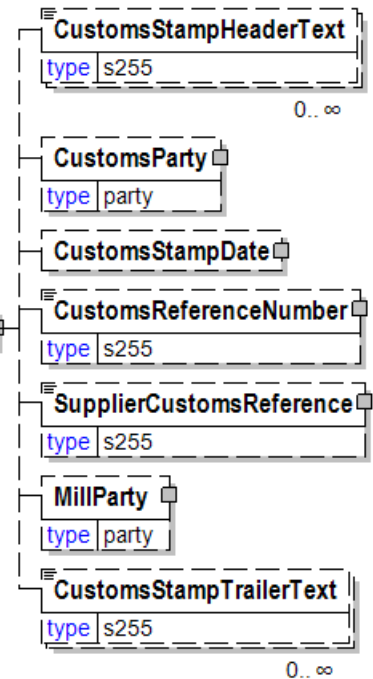 CustomsStampHeaderText
type s255
0.. ∞
CustomsParty
type party
CustomsStampDate
CustomsReferenceNumber
type s255
SupplierCustomsReference
type s255
MillParty
type party
CustomsStampTrailerText
type s255
0.. ∞